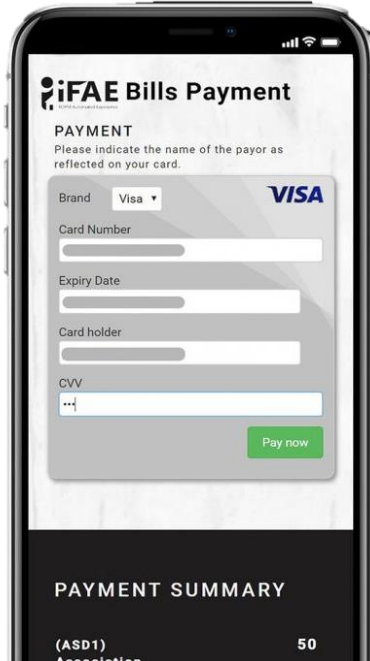 iFAE Bills Payment
PAYMENT
Please indicate the name of the payor as
reflected on your card.
Brand Visa VISA
Card Number
Expiry Date
Card holder
CVV
Pay now
PAYMENT SUMMARY
(ASD1) 50
Association